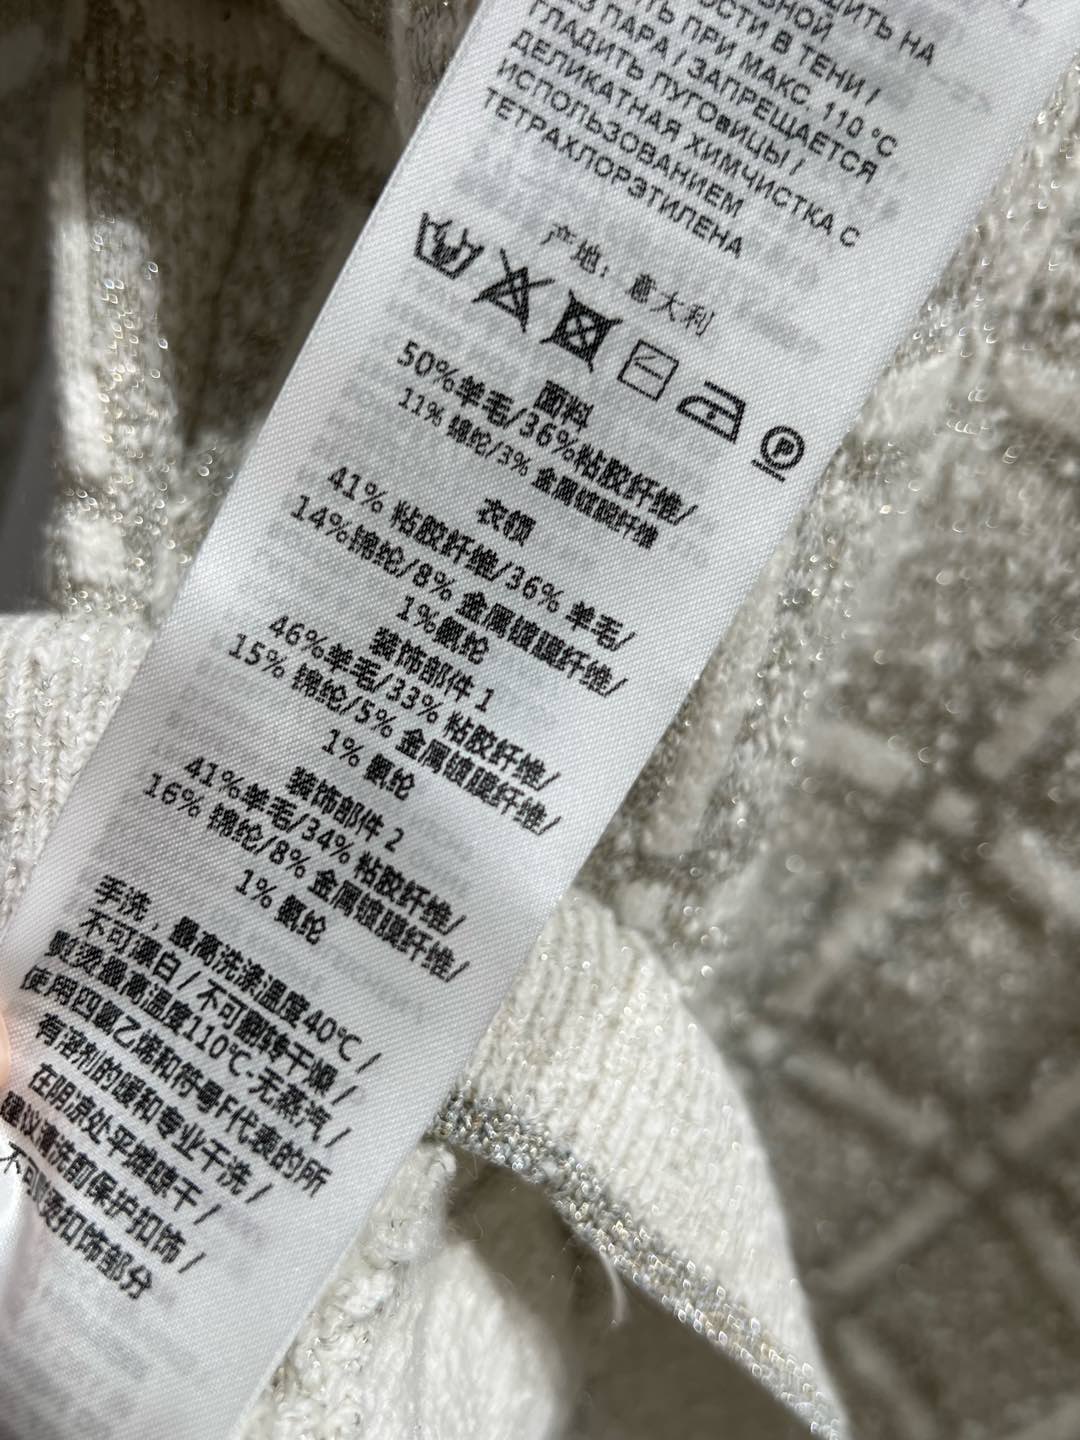 ШИТЬ НА
ЬНОЙ
ОСТИ В ТЕНИ /
ТЬ ПРИ МАКС. 110 °C
ЕЗ ПАРА / ЗАПРЕЩАЕТСЯ
ГЛАДИТЬ ПУГОВИЦЫ /
ДЕЛИКАТНАЯ ХИМЧИСТКА С
ИСПОЛЬЗОВАНИЕМ
ТЕТРАХЛОРЭТИЛЕНА
产地：意大利
P
面料
50%羊毛/36%粘胶纤维/
11% 锦纶/3% 金属镀膜纤维
衣领
41% 粘胶纤维/36% 羊毛/
14%锦纶/8% 金属镀膜纤维/
1%氨纶
装饰部件 1
46%羊毛/33% 粘胶纤维/
15% 锦纶/5% 金属镀膜纤维/
1% 氨纶
装饰部件 2
41%羊毛/34% 粘胶纤维/
16% 锦纶/8% 金属镀膜纤维/
1% 氨纶
手洗，最高洗涤温度40℃ /
不可漂白 / 不可翻转干燥 /
熨烫最高温度110℃-无蒸汽 /
使用四氯乙烯和符号F代表的所
有溶剂的缓和专业干洗 /
在阴凉处平摊晾干 /
建议清洗前保护扣饰 /
不可熨烫扣饰部分